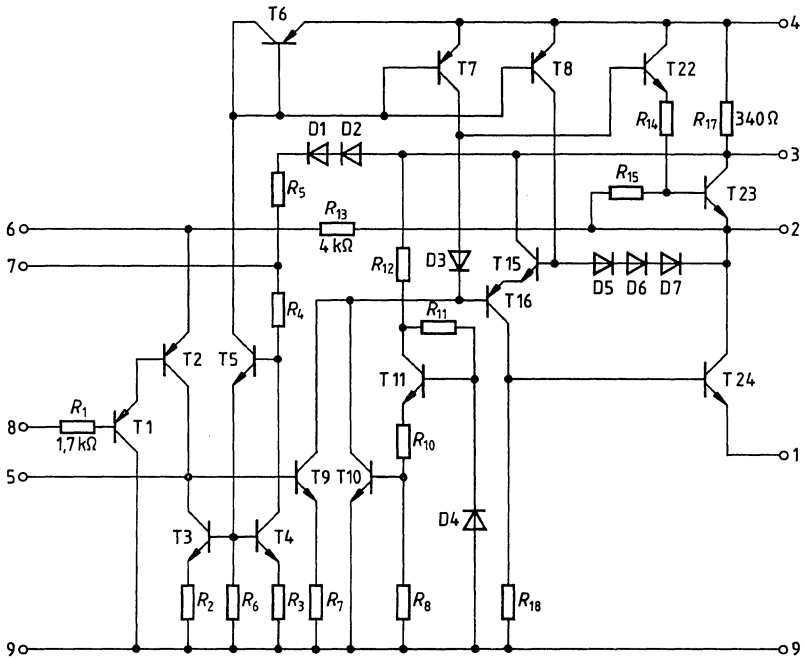 T6
4
T7
T8
T22
R14
R17
340 Ω
D1
D2
3
R5
R15
T23
6
R13
4 kΩ
2
7
R12
D3
T15
D5
D6
D7
R4
T16
R11
T2
T5
T11
T24
8
R1
1,7 kΩ
T1
R10
1
5
T9
T10
D4
T3
T4
R2
R6
R3
R7
R8
R18
9
9